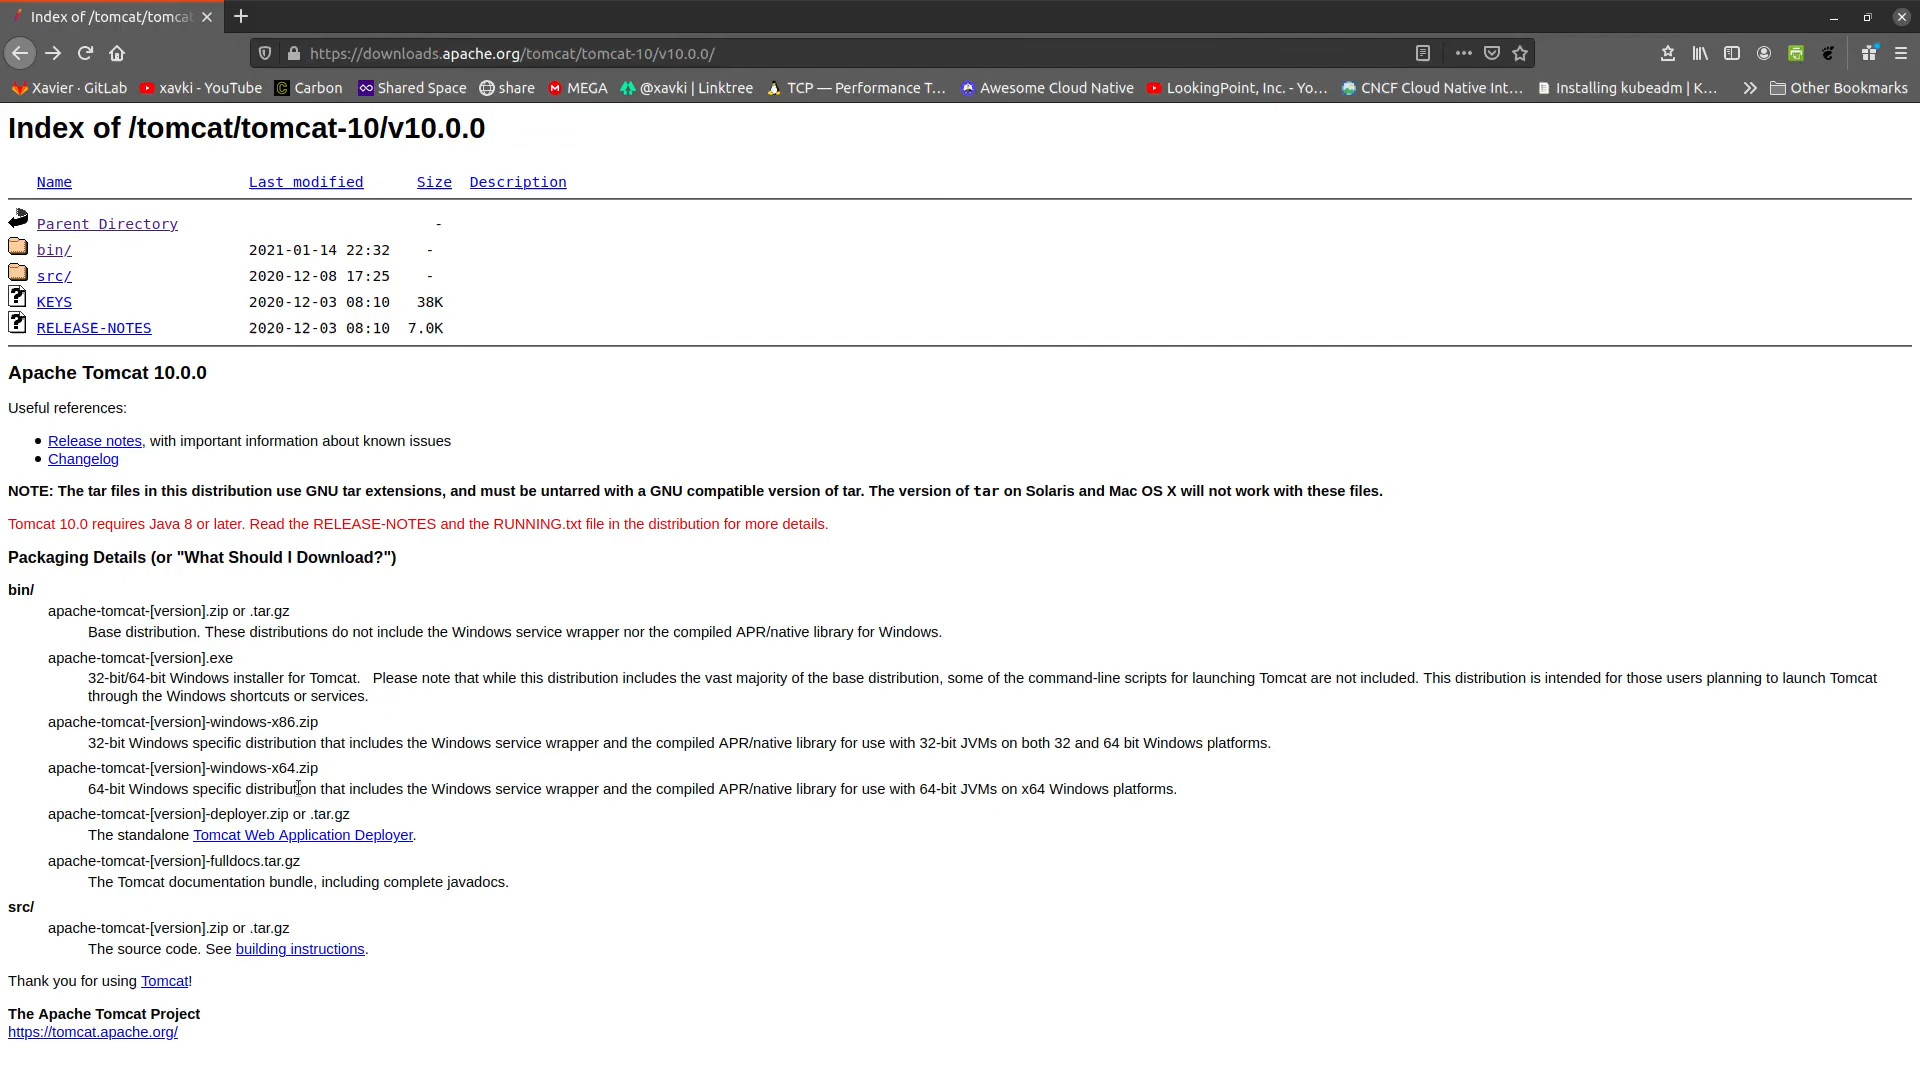 Index of /tomcat/tomca
https://downloads.apache.org/tomcat/tomcat-10/v10.0.0/
Xavier · GitLab xavki - YouTube Carbon Shared Space share MEGA @xavki | Linktree TCP — Performance T... Awesome Cloud Native LookingPoint, Inc. - Yo... CNCF Cloud Native Int... Installing kubeadm | K... Other Bookmarks
Index of /tomcat/tomcat-10/v10.0.0
Name Last modified Size Description
Parent Directory -
bin/ 2021-01-14 22:32 -
src/ 2020-12-08 17:25 -
KEYS 2020-12-03 08:10 38K
RELEASE-NOTES 2020-12-03 08:10 7.0K
Apache Tomcat 10.0.0
Useful references:
• Release notes, with important information about known issues
• Changelog
NOTE: The tar files in this distribution use GNU tar extensions, and must be untarred with a GNU compatible version of tar. The version of tar on Solaris and Mac OS X will not work with these files.
Tomcat 10.0 requires Java 8 or later. Read the RELEASE-NOTES and the RUNNING.txt file in the distribution for more details.
Packaging Details (or "What Should I Download?")
bin/
apache-tomcat-[version].zip or .tar.gz
Base distribution. These distributions do not include the Windows service wrapper nor the compiled APR/native library for Windows.
apache-tomcat-[version].exe
32-bit/64-bit Windows installer for Tomcat. Please note that while this distribution includes the vast majority of the base distribution, some of the command-line scripts for launching Tomcat are not included. This distribution is intended for those users planning to launch Tomcat
through the Windows shortcuts or services.
apache-tomcat-[version]-windows-x86.zip
32-bit Windows specific distribution that includes the Windows service wrapper and the compiled APR/native library for use with 32-bit JVMs on both 32 and 64 bit Windows platforms.
apache-tomcat-[version]-windows-x64.zip
64-bit Windows specific distribution that includes the Windows service wrapper and the compiled APR/native library for use with 64-bit JVMs on x64 Windows platforms.
apache-tomcat-[version]-deployer.zip or .tar.gz
The standalone Tomcat Web Application Deployer.
apache-tomcat-[version]-fulldocs.tar.gz
The Tomcat documentation bundle, including complete javadocs.
src/
apache-tomcat-[version].zip or .tar.gz
The source code. See building instructions.
Thank you for using Tomcat!
The Apache Tomcat Project
https://tomcat.apache.org/